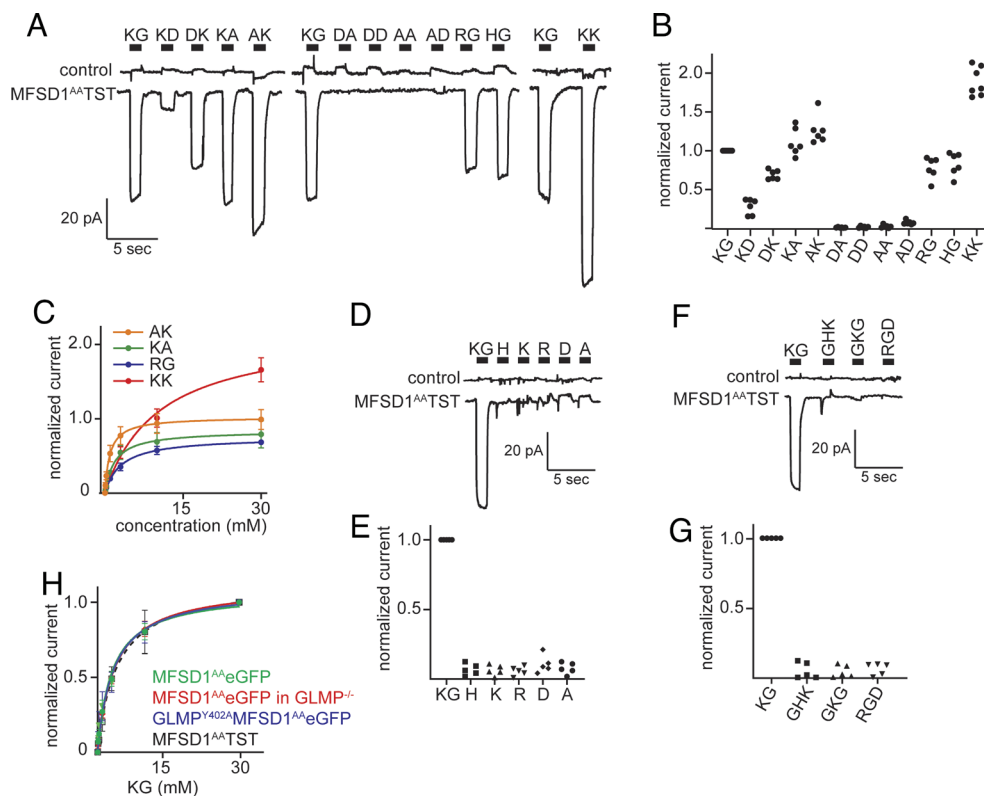 A
KG KD DK KA AK KG DA DD AA AD RG HG KG KK
control
MFSD1ᴬᴬTST
20 pA
5 sec
B
normalized current
2.0
1.5
1.0
0.5
KG KD DK KA AK DA DD AA AD RG HG KK
C
normalized current
2.0
1.0
0
AK
KA
RG
KK
15 30
concentration (mM)
D
KG H K R D A
control
MFSD1ᴬᴬTST
20 pA
5 sec
E
normalized current
1.0
0.5
KG H K R D A
F
KG GHK GKG RGD
control
MFSD1ᴬᴬTST
20 pA
5 sec
G
normalized current
1.0
0.5
KG GHK GKG RGD
H
normalized current
1.0
0.5
0
MFSD1ᴬᴬeGFP
MFSD1ᴬᴬeGFP in GLMP⁻/⁻
GLMPʸ⁴⁰²ᴬMFSD1ᴬᴬeGFP
MFSD1ᴬᴬTST
15 30
KG (mM)